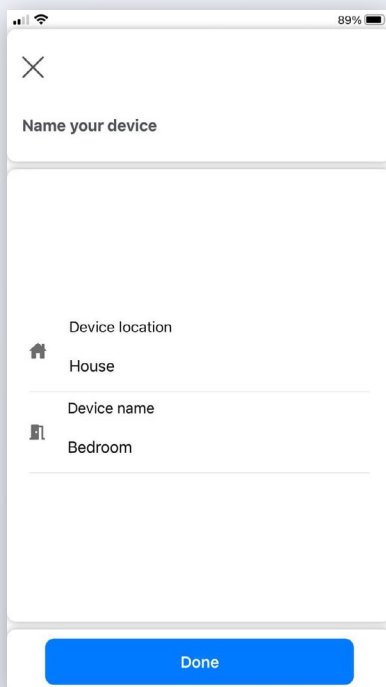 89%
Name your device
Device location
House
Device name
Bedroom
Done